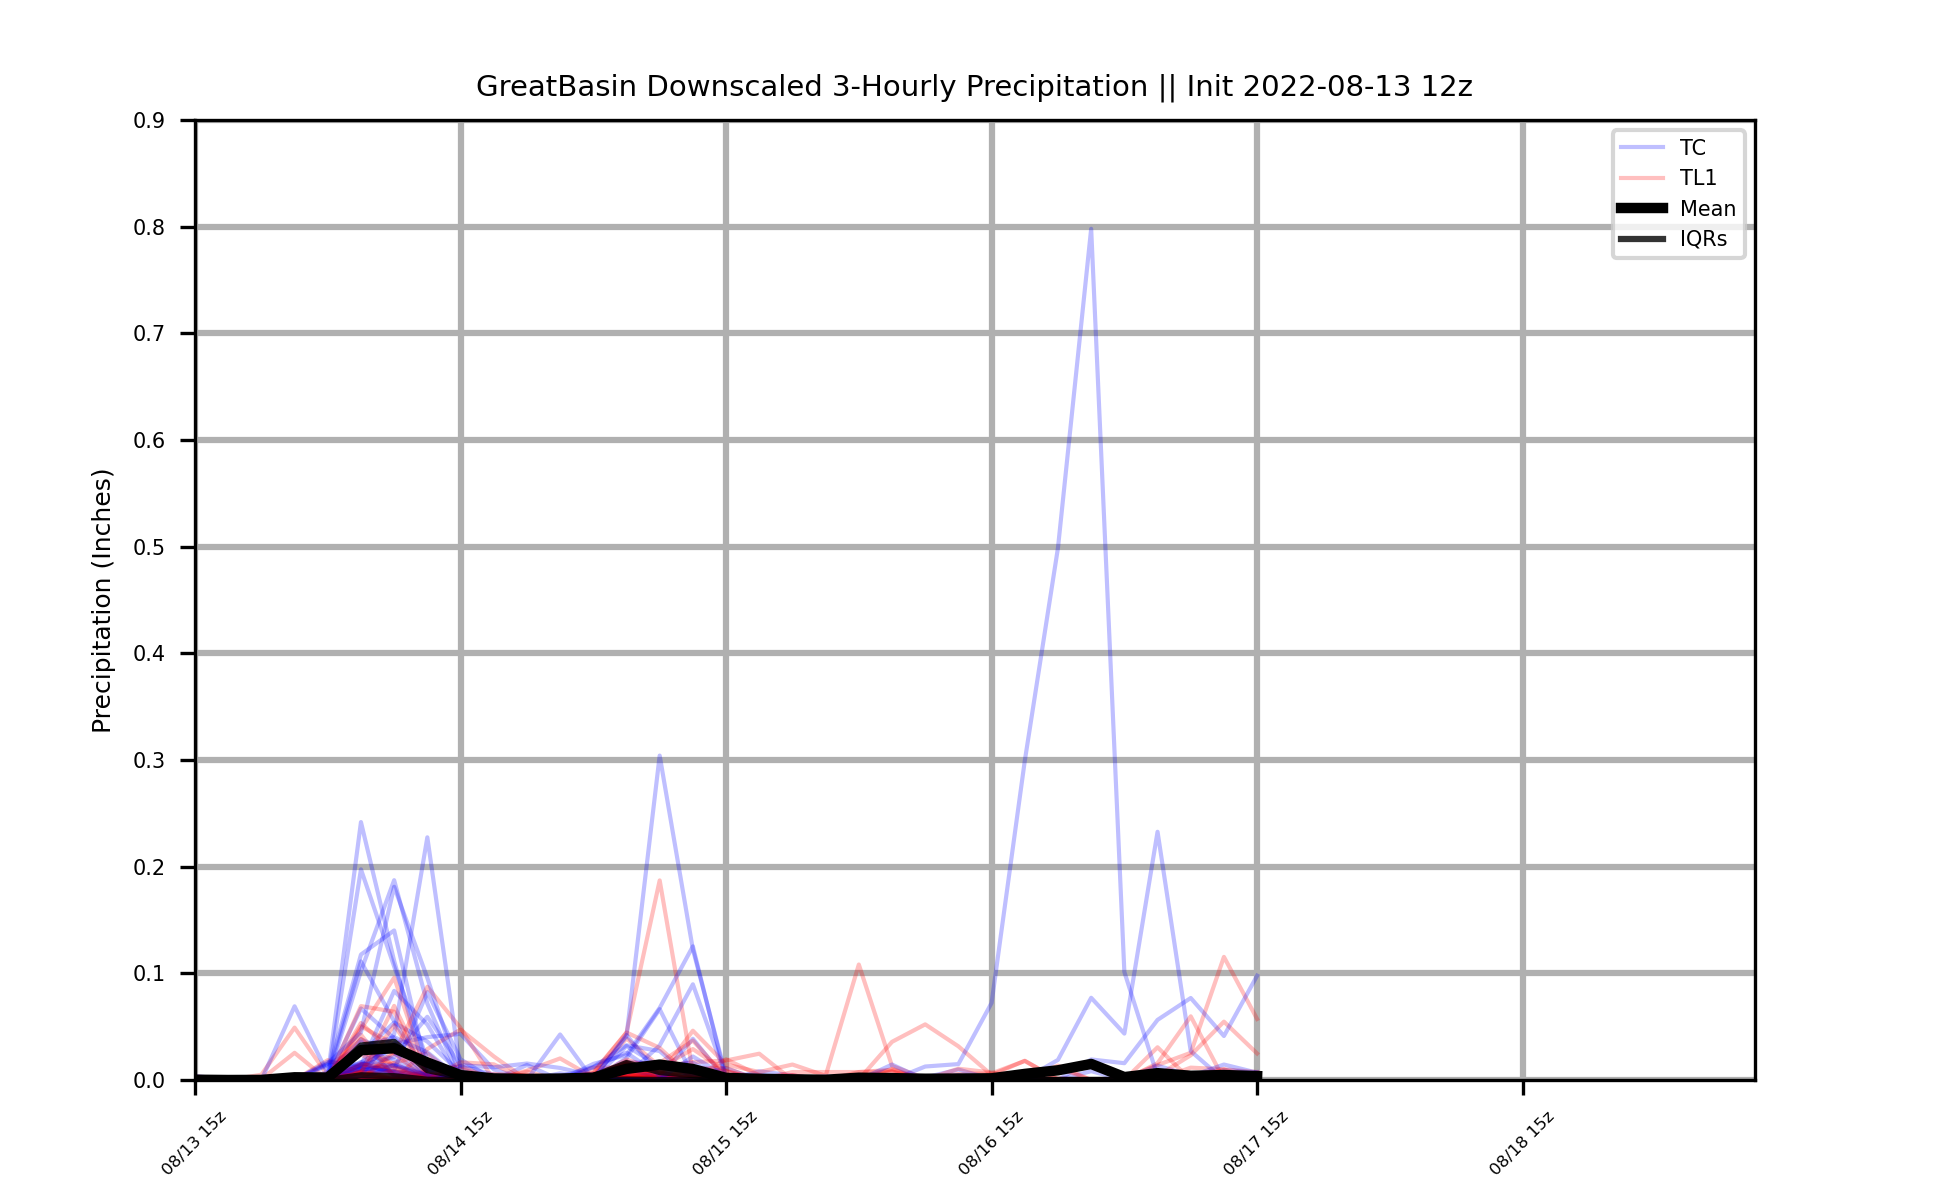 GreatBasin Downscaled 3-Hourly Precipitation || Init 2022-08-13 12z
TC
TL1
Mean
IQRs
Precipitation (Inches)
0.9
0.8
0.7
0.6
0.5
0.4
0.3
0.2
0.1
0.0
08/13 15z
08/14 15z
08/15 15z
08/16 15z
08/17 15z
08/18 15z